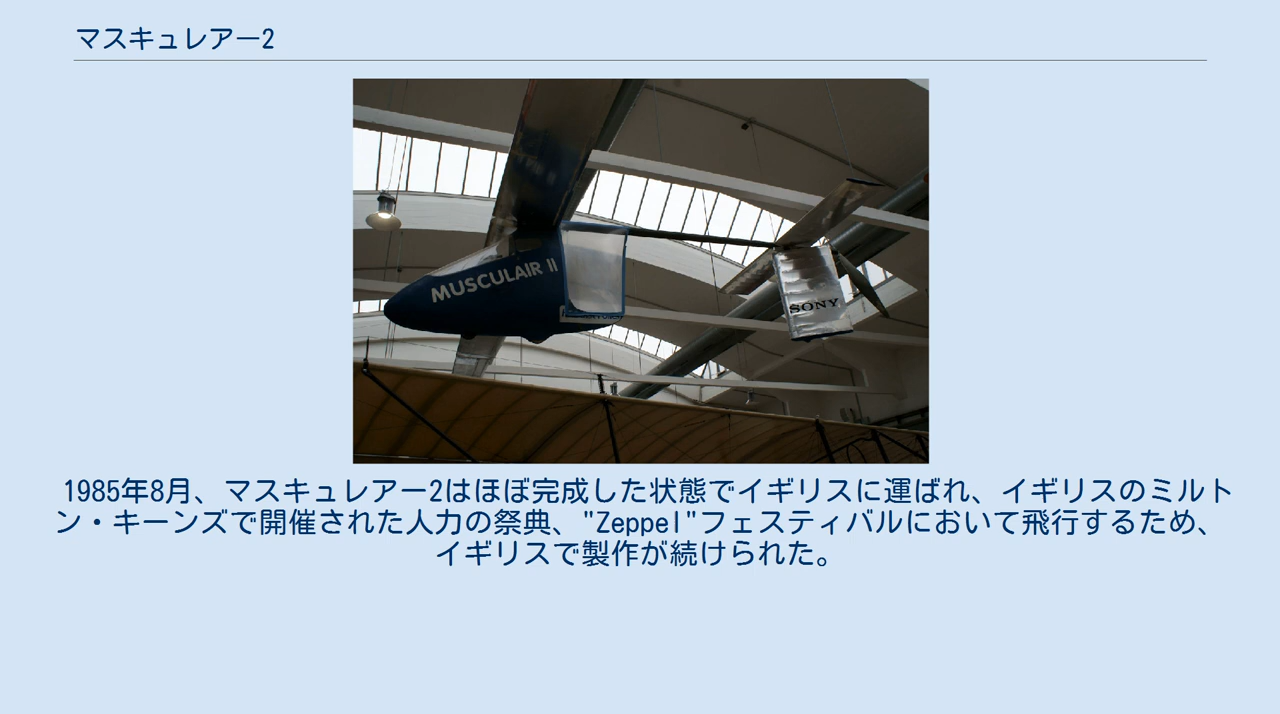 マスキュレアー2
MUSCULAIR II
SONY
1985年8月、マスキュレアー2はほぼ完成した状態でイギリスに運ばれ、イギリスのミルト
ン・キーンズで開催された人力の祭典、"Zeppel"フェスティバルにおいて飛行するため、
イギリスで製作が続けられた。